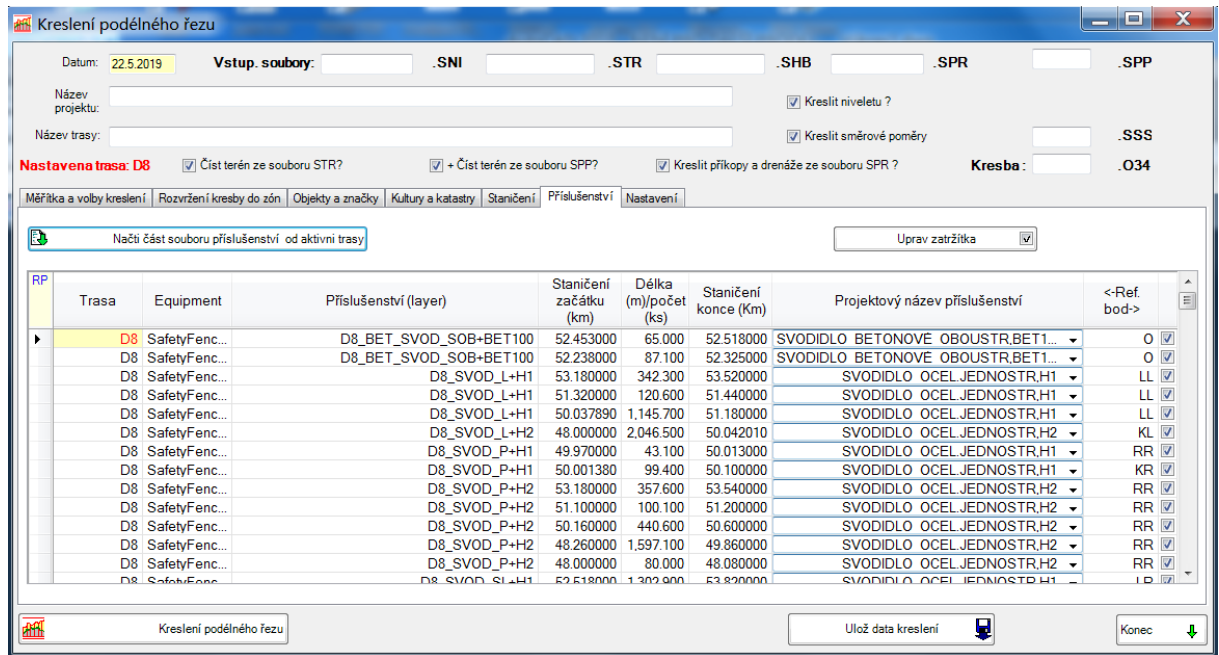 Kreslení podélného řezu
Datum: 22.5.2019 Vstup. soubory: .SNI .STR .SHB .SPR .SPP
Název projektu: Kreslit niveletu ?
Název trasy: Kreslit směrové poměry .SSS
Nastavena trasa: D8 Číst terén ze souboru STR? + Číst terén ze souboru SPP? Kreslit příkopy a drenáže ze souboru SPR ? Kresba : .O34
Měřítka a volby kreslení Rozvržení kresby do zón Objekty a značky Kultury a katastry Staničení Příslušenství Nastavení
Načti část souboru příslušenství od aktivni trasy Uprav zatržítka
RP Trasa Equipment Příslušenství (layer) Staničení začátku (km) Délka (m)/počet (ks) Staničení konce (Km) Projektový název příslušenství <-Ref. bod->
D8 SafetyFenc... D8_BET_SVOD_SOB+BET100 52.453000 65.000 52.518000 SVODIDLO BETONOVÉ OBOUSTR,BET1... O
D8 SafetyFenc... D8_BET_SVOD_SOB+BET100 52.238000 87.100 52.325000 SVODIDLO BETONOVÉ OBOUSTR,BET1... O
D8 SafetyFenc... D8_SVOD_L+H1 53.180000 342.300 53.520000 SVODIDLO OCEL.JEDNOSTR,H1 LL
D8 SafetyFenc... D8_SVOD_L+H1 51.320000 120.600 51.440000 SVODIDLO OCEL.JEDNOSTR,H1 LL
D8 SafetyFenc... D8_SVOD_L+H1 50.037890 1,145.700 51.180000 SVODIDLO OCEL.JEDNOSTR,H1 LL
D8 SafetyFenc... D8_SVOD_L+H2 48.000000 2,046.500 50.042010 SVODIDLO OCEL.JEDNOSTR,H2 KL
D8 SafetyFenc... D8_SVOD_P+H1 49.970000 43.100 50.013000 SVODIDLO OCEL.JEDNOSTR,H1 RR
D8 SafetyFenc... D8_SVOD_P+H1 50.001380 99.400 50.100000 SVODIDLO OCEL.JEDNOSTR,H1 KR
D8 SafetyFenc... D8_SVOD_P+H2 53.180000 357.600 53.540000 SVODIDLO OCEL.JEDNOSTR,H2 RR
D8 SafetyFenc... D8_SVOD_P+H2 51.100000 100.100 51.200000 SVODIDLO OCEL.JEDNOSTR,H2 RR
D8 SafetyFenc... D8_SVOD_P+H2 50.160000 440.600 50.600000 SVODIDLO OCEL.JEDNOSTR,H2 RR
D8 SafetyFenc... D8_SVOD_P+H2 48.260000 1,597.100 49.860000 SVODIDLO OCEL.JEDNOSTR,H2 RR
D8 SafetyFenc... D8_SVOD_P+H2 48.000000 80.000 48.080000 SVODIDLO OCEL.JEDNOSTR,H2 RR
D8 SafetyFenc... 52.518000 1,302.900 53.820000 SVODIDLO OCEL.JEDNOSTR,H1
Kreslení podélného řezu Ulož data kreslení Konec